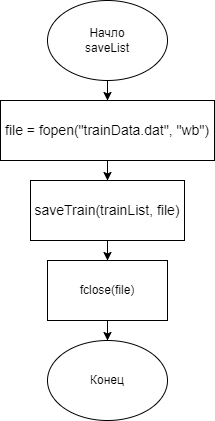 Начло
saveList
file = fopen("trainData.dat", "wb")
saveTrain(trainList, file)
fclose(file)
Конец